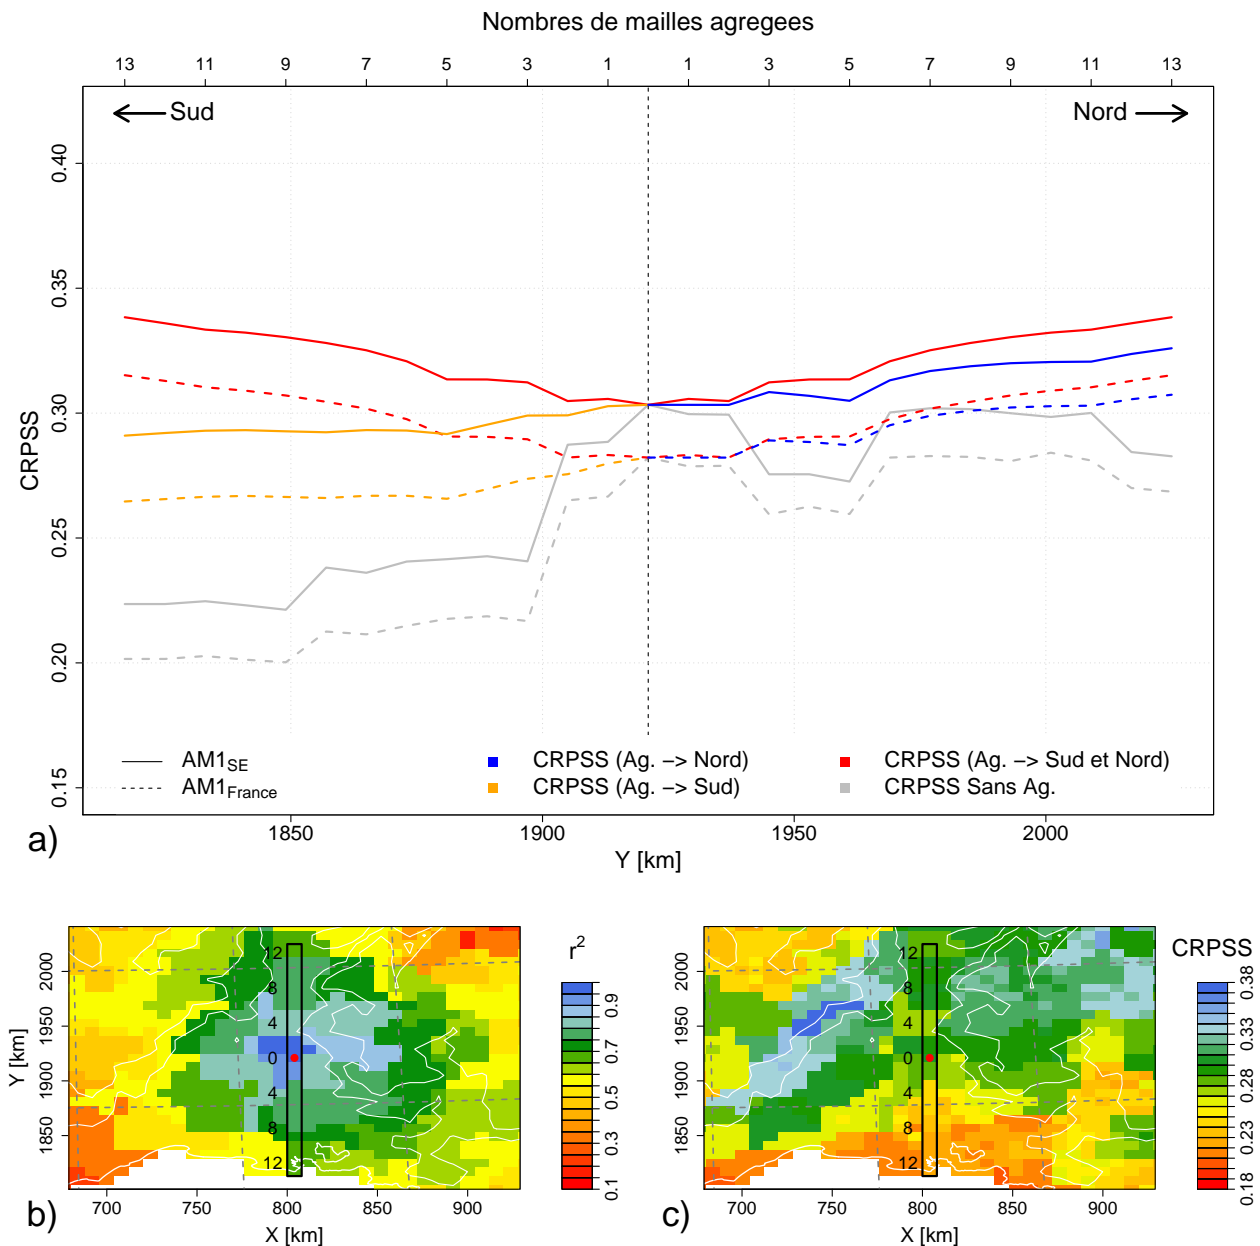 Nombres de mailles agregees
13 11 9 7 5 3 1 1 3 5 7 9 11 13
Sud Nord
0.40
0.35
0.30
0.25
0.20
0.15
CRPSS
AM1SE
AM1France
CRPSS (Ag. −> Nord)
CRPSS (Ag. −> Sud)
CRPSS (Ag. −> Sud et Nord)
CRPSS Sans Ag.
1850 1900 1950 2000
Y [km]
a)
2000
1950
1900
1850
Y [km]
12
8
4
0
4
8
12
700 750 800 850 900
X [km]
b)
r2
0.9
0.7
0.5
0.3
0.1
2000
1950
1900
1850
12
8
4
0
4
8
12
700 750 800 850 900
X [km]
c)
CRPSS
0.38
0.33
0.28
0.23
0.18